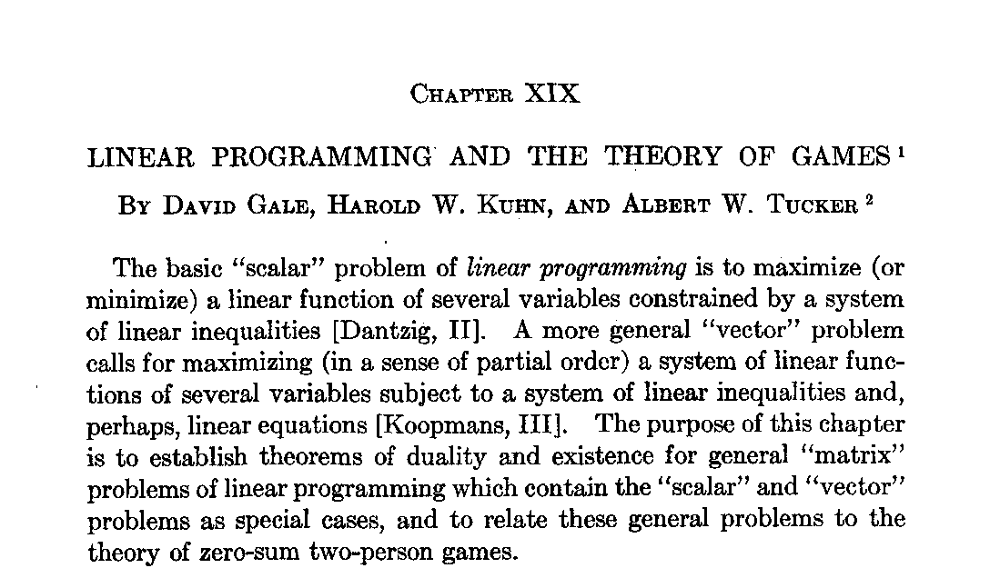 CHAPTER XIX
LINEAR PROGRAMMING AND THE THEORY OF GAMES ¹
BY DAVID GALE, HAROLD W. KUHN, AND ALBERT W. TUCKER ²
The basic “scalar” problem of linear programming is to maximize (or
minimize) a linear function of several variables constrained by a system
of linear inequalities [Dantzig, II]. A more general “vector” problem
calls for maximizing (in a sense of partial order) a system of linear func-
tions of several variables subject to a system of linear inequalities and,
perhaps, linear equations [Koopmans, III]. The purpose of this chapter
is to establish theorems of duality and existence for general “matrix”
problems of linear programming which contain the “scalar” and “vector”
problems as special cases, and to relate these general problems to the
theory of zero-sum two-person games.